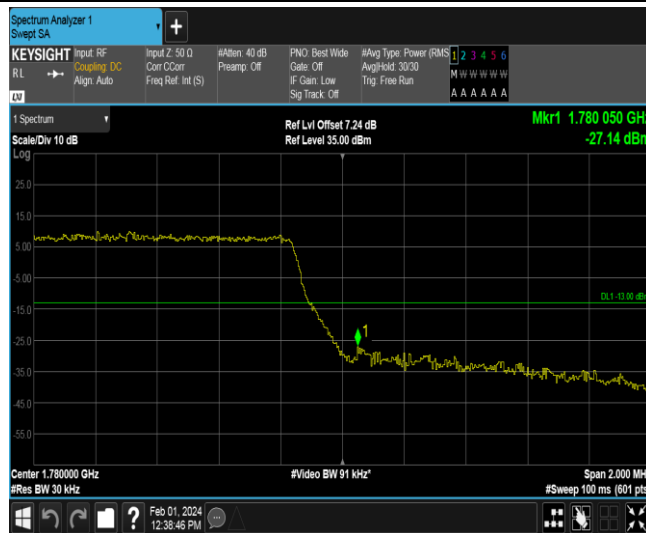 Spectrum Analyzer 1
Swept SA
+
KEYSIGHT
RL
Input: RF
Coupling: DC
Align: Auto
Input Z: 50 Ω
Corr CCorr
Freq Ref: Int (S)
#Atten: 40 dB
Preamp: Off
PNO: Best Wide
Gate: Off
IF Gain: Low
Sig Track: Off
#Avg Type: Power (RMS
Avg|Hold: 30/30
Trig: Free Run
1 2 3 4 5 6
M W W W W W
A A A A A A
1 Spectrum
Scale/Div 10 dB
Ref Lvl Offset 7.24 dB
Ref Level 35.00 dBm
Mkr1 1.780 050 GHz
-27.14 dBm
Log
25.0
15.0
5.00
-5.00
-15.0
-25.0
-35.0
-45.0
-55.0
DL1 -13.00 dBm
1
Center 1.780000 GHz
#Res BW 30 kHz
#Video BW 91 kHz*
Span 2.000 MH
#Sweep 100 ms (601 pts
?
Feb 01, 2024
12:38:46 PM